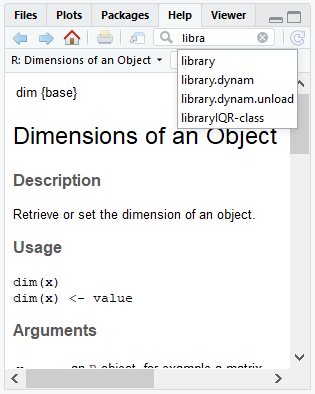 Files Plots Packages Help Viewer
libra
R: Dimensions of an Object
library
library.dynam
library.dynam.unload
libraryIQR-class
dim {base}
Dimensions of an Object
Description
Retrieve or set the dimension of an object.
Usage
dim(x)
dim(x) <- value
Arguments
an R object, for example a matrix